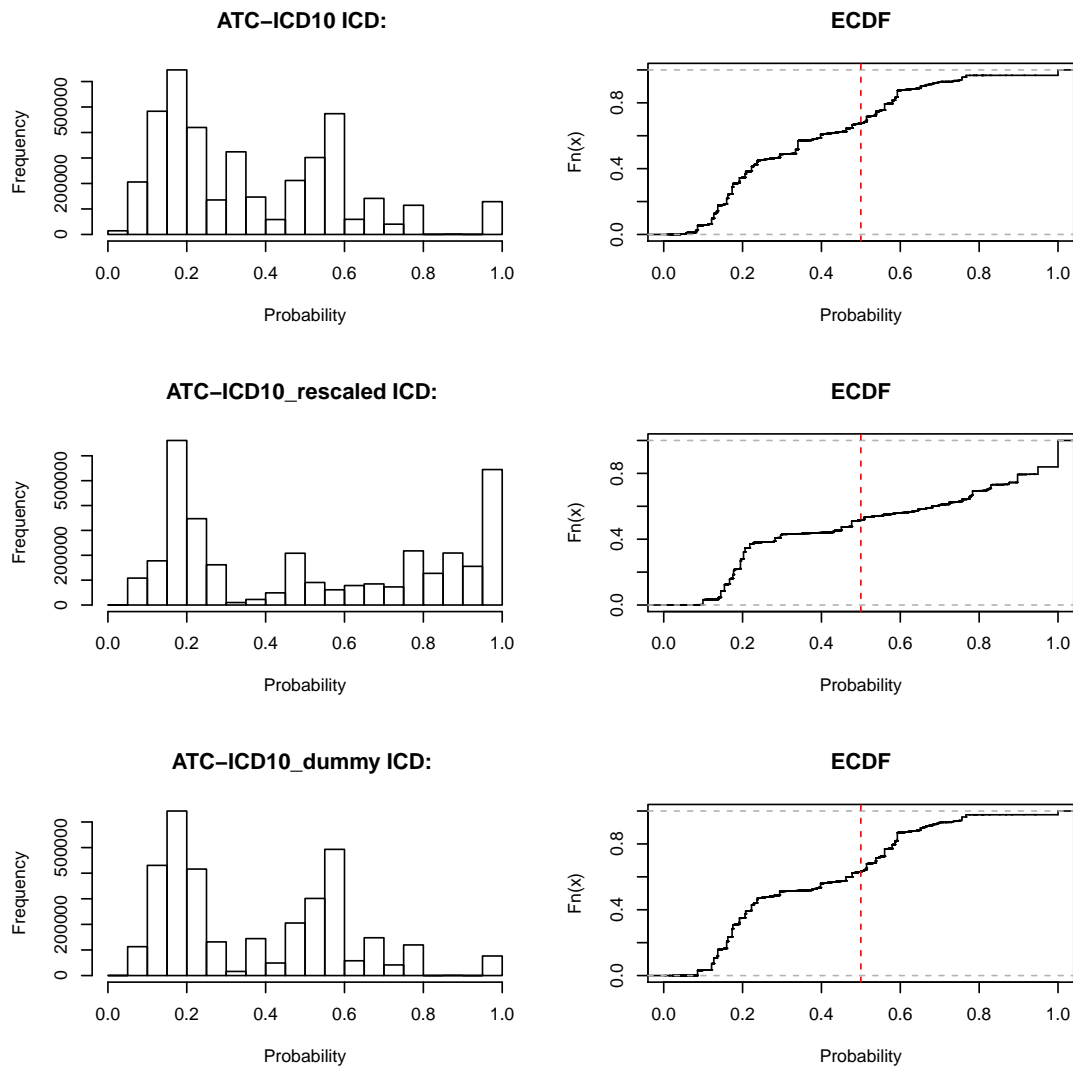 ATC−ICD10 ICD:
Frequency
0
200000
500000
0.0 0.2 0.4 0.6 0.8 1.0
Probability
ECDF
Fn(x)
0.0
0.4
0.8
0.0 0.2 0.4 0.6 0.8 1.0
Probability
ATC−ICD10_rescaled ICD:
Frequency
0
200000
500000
0.0 0.2 0.4 0.6 0.8 1.0
Probability
ECDF
Fn(x)
0.0
0.4
0.8
0.0 0.2 0.4 0.6 0.8 1.0
Probability
ATC−ICD10_dummy ICD:
Frequency
0
200000
500000
0.0 0.2 0.4 0.6 0.8 1.0
Probability
ECDF
Fn(x)
0.0
0.4
0.8
0.0 0.2 0.4 0.6 0.8 1.0
Probability